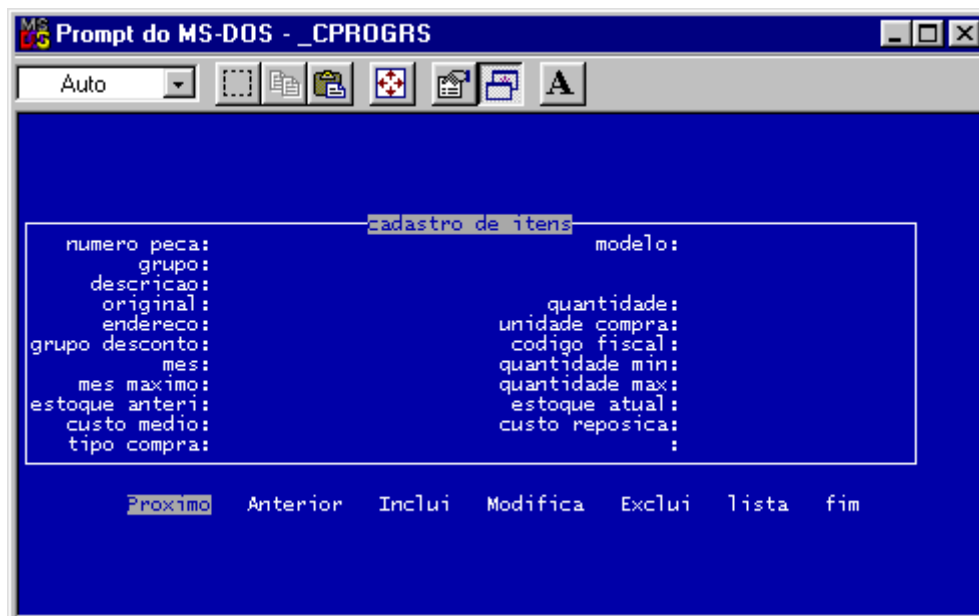 Prompt do MS-DOS - _CPROGRS
Auto
A
cadastro de itens
numero peca: modelo:
grupo:
descricao:
original: quantidade:
endereco: unidade compra:
grupo desconto: codigo fiscal:
mes: quantidade min:
mes maximo: quantidade max:
estoque anteri: estoque atual:
custo medio: custo reposica:
tipo compra: :
Proximo Anterior Inclui Modifica Exclui lista fim